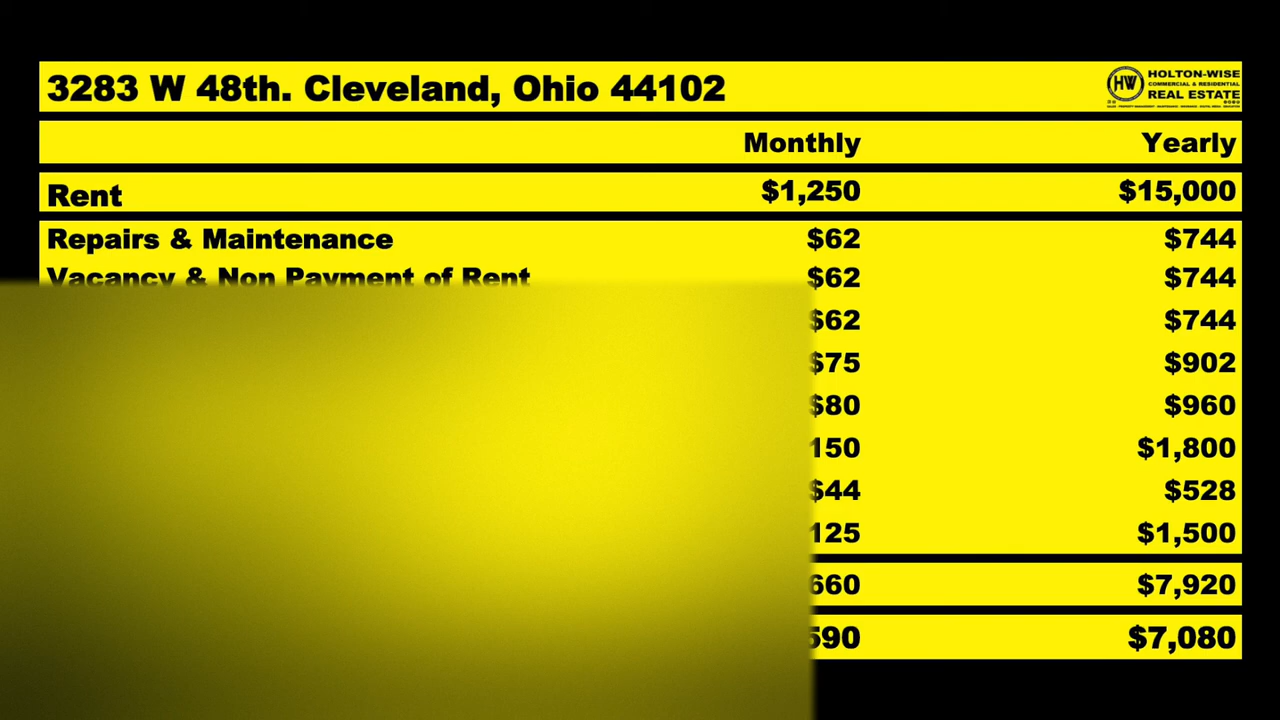 3283 W 48th. Cleveland, Ohio 44102
HW HOLTON-WISE
COMMERCIAL & RESIDENTIAL
REAL ESTATE
Monthly Yearly
Rent $1,250 $15,000
Repairs & Maintenance $62 $744
Vacancy & Non Payment of Rent $62 $744
$62 $744
$75 $902
$80 $960
150 $1,800
$44 $528
125 $1,500
660 $7,920
590 $7,080